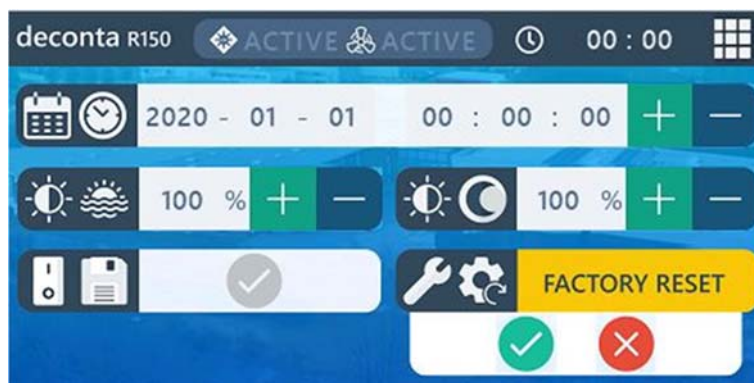 deconta R150 ACTIVE ACTIVE 00 : 00
2020 - 01 - 01 00 : 00 : 00 + −
100 % + − 100 % + −
FACTORY RESET